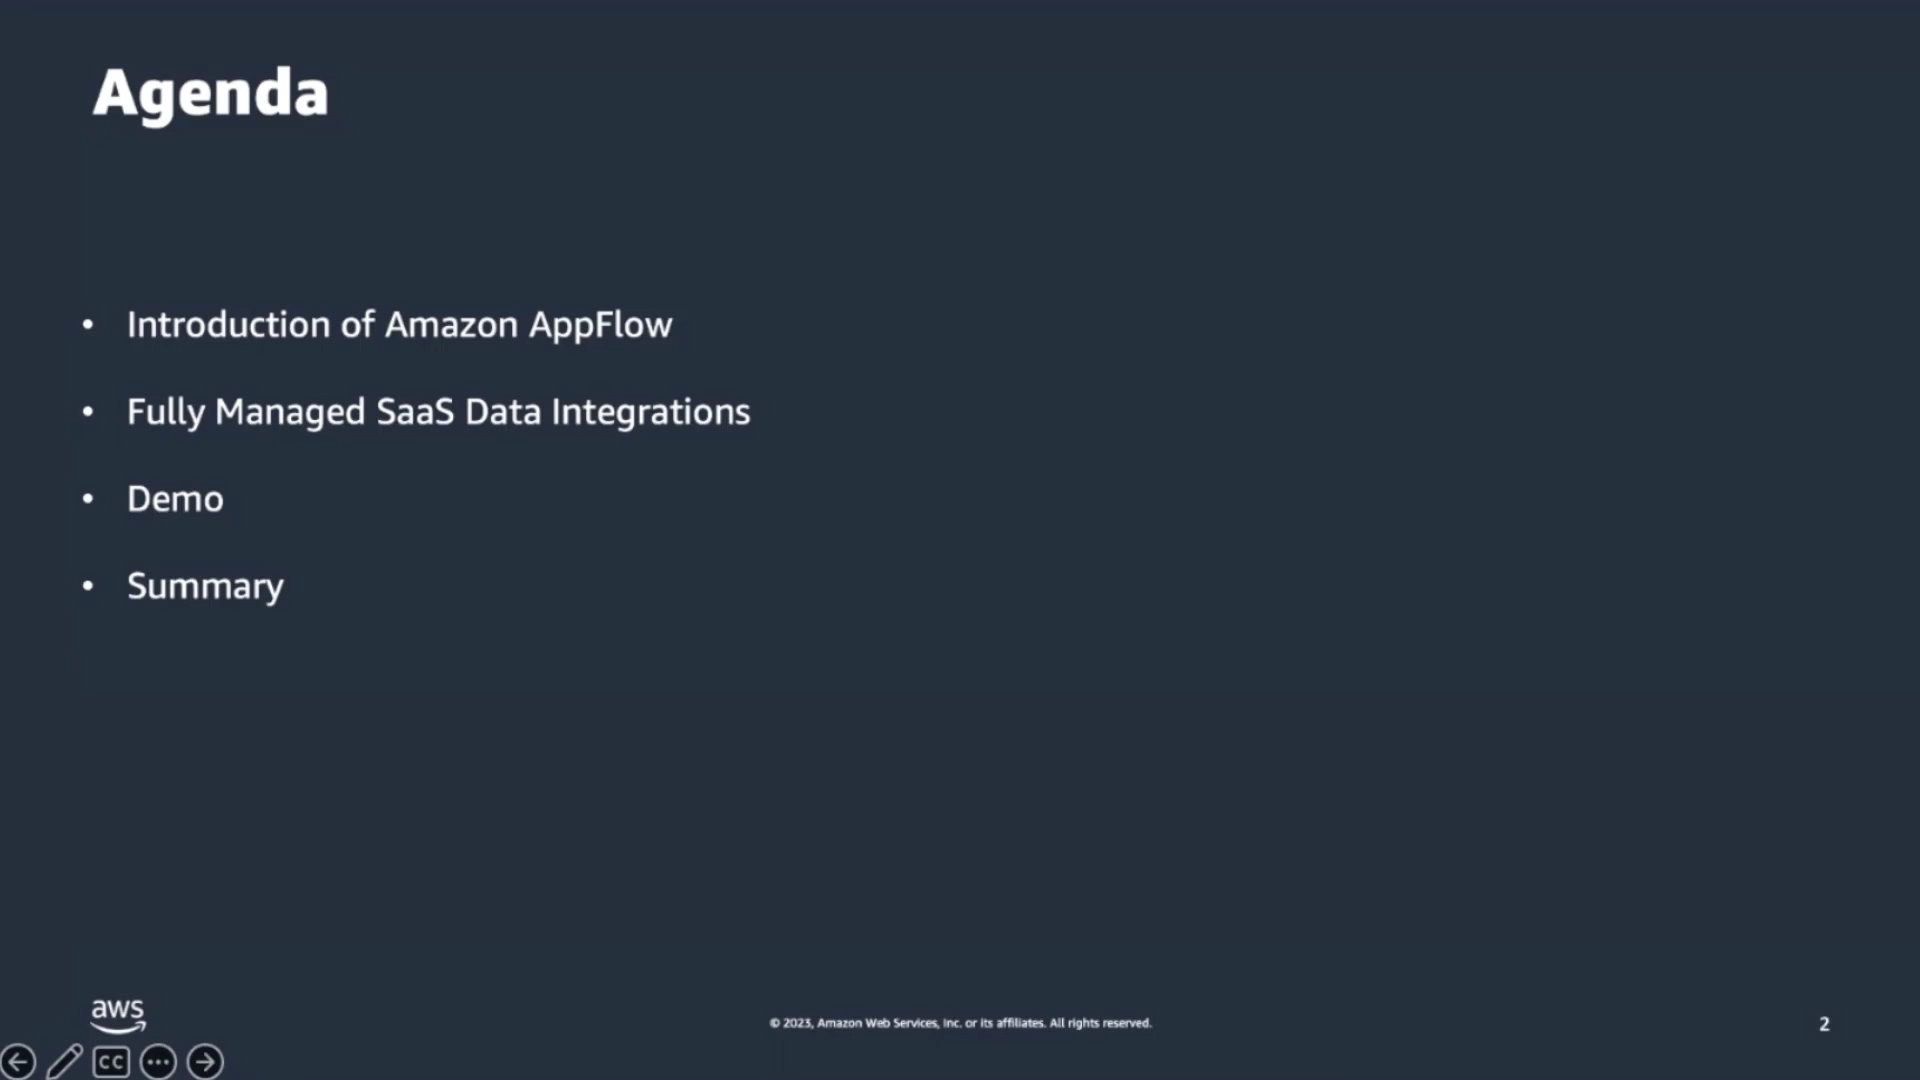 Agenda
• Introduction of Amazon AppFlow
• Fully Managed SaaS Data Integrations
• Demo
• Summary
aws
© 2023, Amazon Web Services, Inc. or its affiliates. All rights reserved.
2
CC